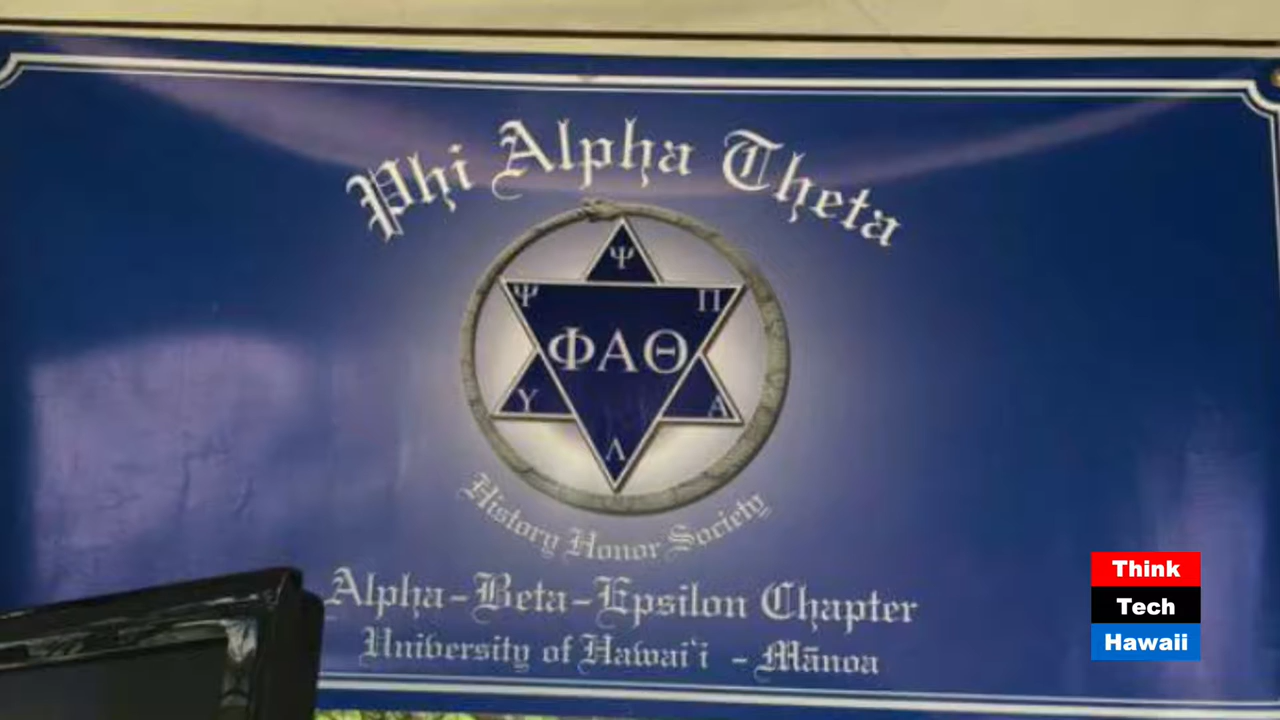 Phi Alpha Theta
Ψ
Ψ Π
ΦΑΘ
Υ Α
Λ
History Honor Society
Alpha-Beta-Epsilon Chapter
University of Hawai'i - Mānoa
Think
Tech
Hawaii